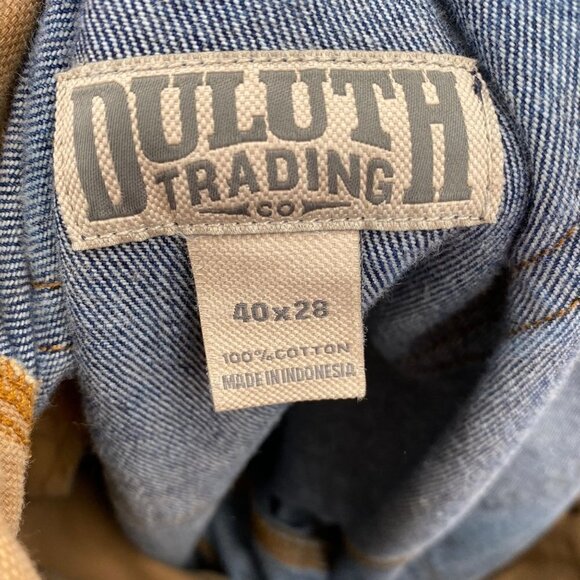 DULUTH
TRADING
CO
40x28
100% COTTON
MADE IN INDONESIA